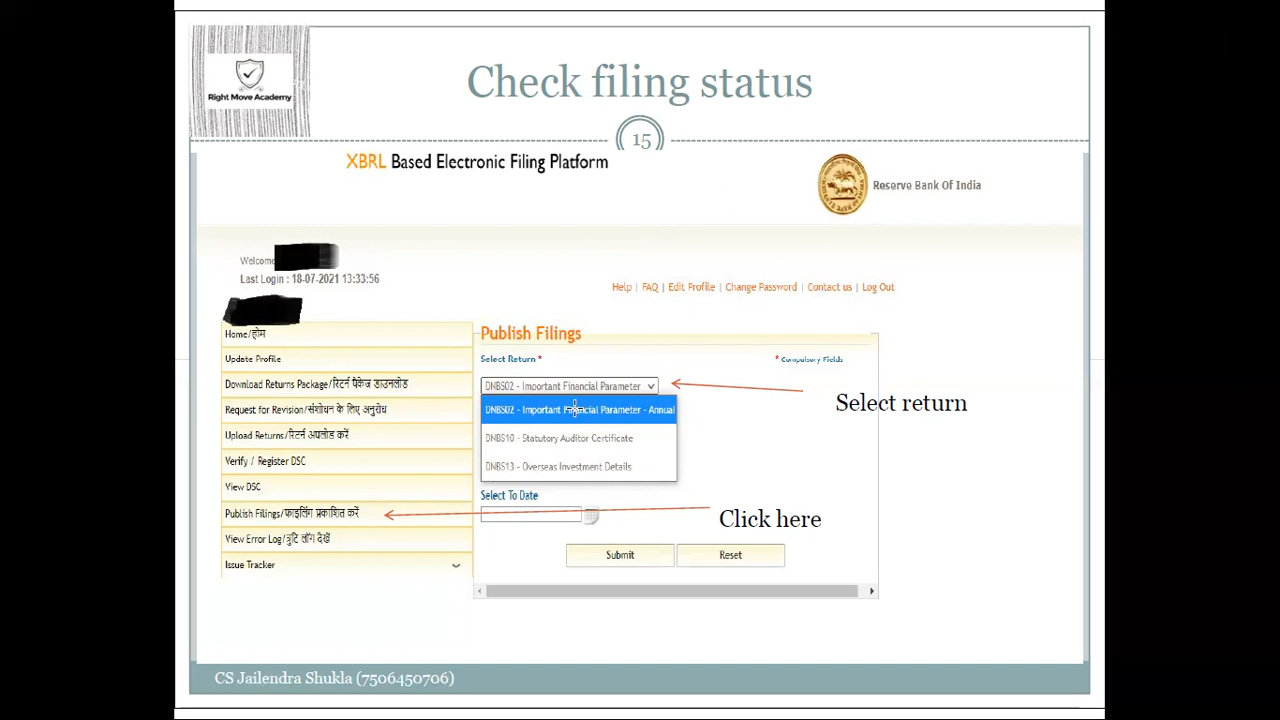 Right Move Academy
Check filing status
15
XBRL Based Electronic Filing Platform
Reserve Bank Of India
Welcome
Last Login : 18-07-2021 13:33:56
Help | FAQ | Edit Profile | Change Password | Contact us | Log Out
Home/होम
Update Profile
Download Returns Package/रिटर्न पैकेज डाउनलोड
Request for Revision/संशोधन के लिए अनुरोध
Upload Returns/रिटर्न अपलोड करें
Verify / Register DSC
View DSC
Publish Filings/फाइलिंग प्रकाशित करें
View Error Log/त्रुटि लॉग देखें
Issue Tracker
Publish Filings
Select Return *
* Compulsory Fields
DNBS02 - Important Financial Parameter
DNBS02 - Important Financial Parameter - Annual
DNBS10 - Statutory Auditor Certificate
DNBS13 - Overseas Investment Details
Select return
Select To Date
Click here
Submit
Reset
CS Jailendra Shukla (7506450706)